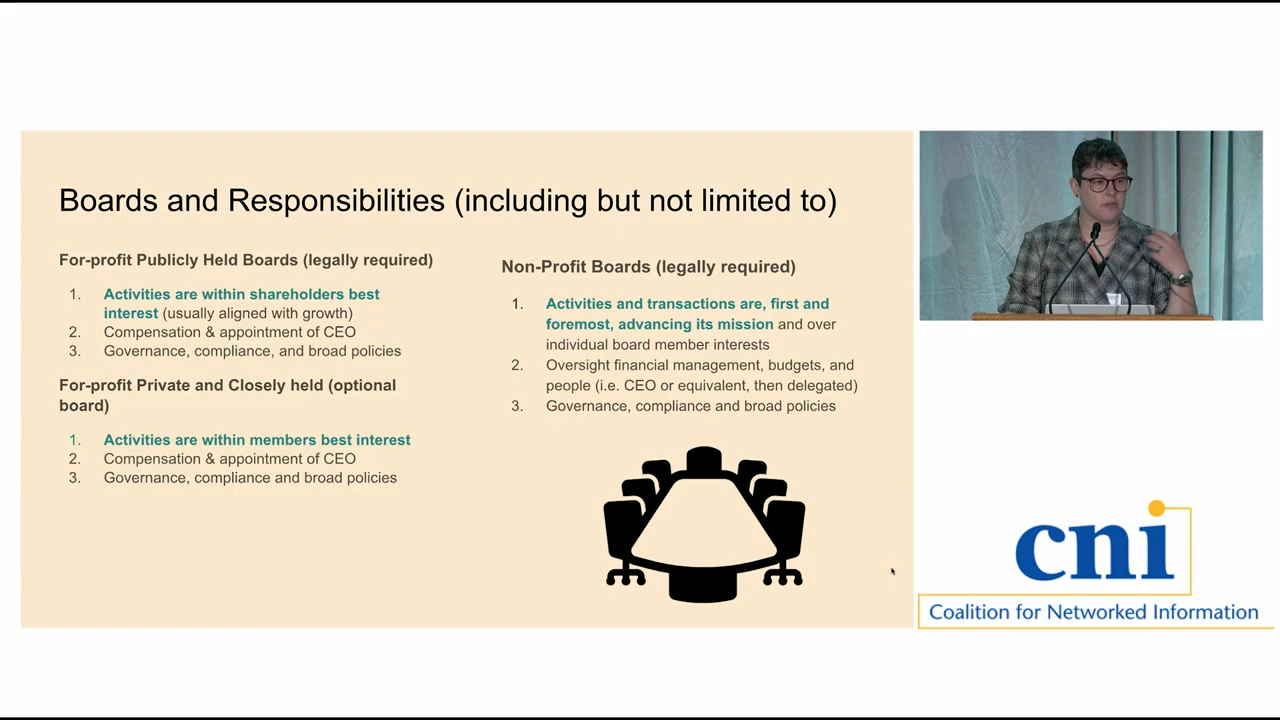 Boards and Responsibilities (including but not limited to)
For-profit Publicly Held Boards (legally required)
1. Activities are within shareholders best
interest (usually aligned with growth)
2. Compensation & appointment of CEO
3. Governance, compliance, and broad policies
For-profit Private and Closely held (optional
board)
1. Activities are within members best interest
2. Compensation & appointment of CEO
3. Governance, compliance and broad policies
Non-Profit Boards (legally required)
1. Activities and transactions are, first and
foremost, advancing its mission and over
individual board member interests
2. Oversight financial management, budgets, and
people (i.e. CEO or equivalent, then delegated)
3. Governance, compliance and broad policies
cni
Coalition for Networked Information